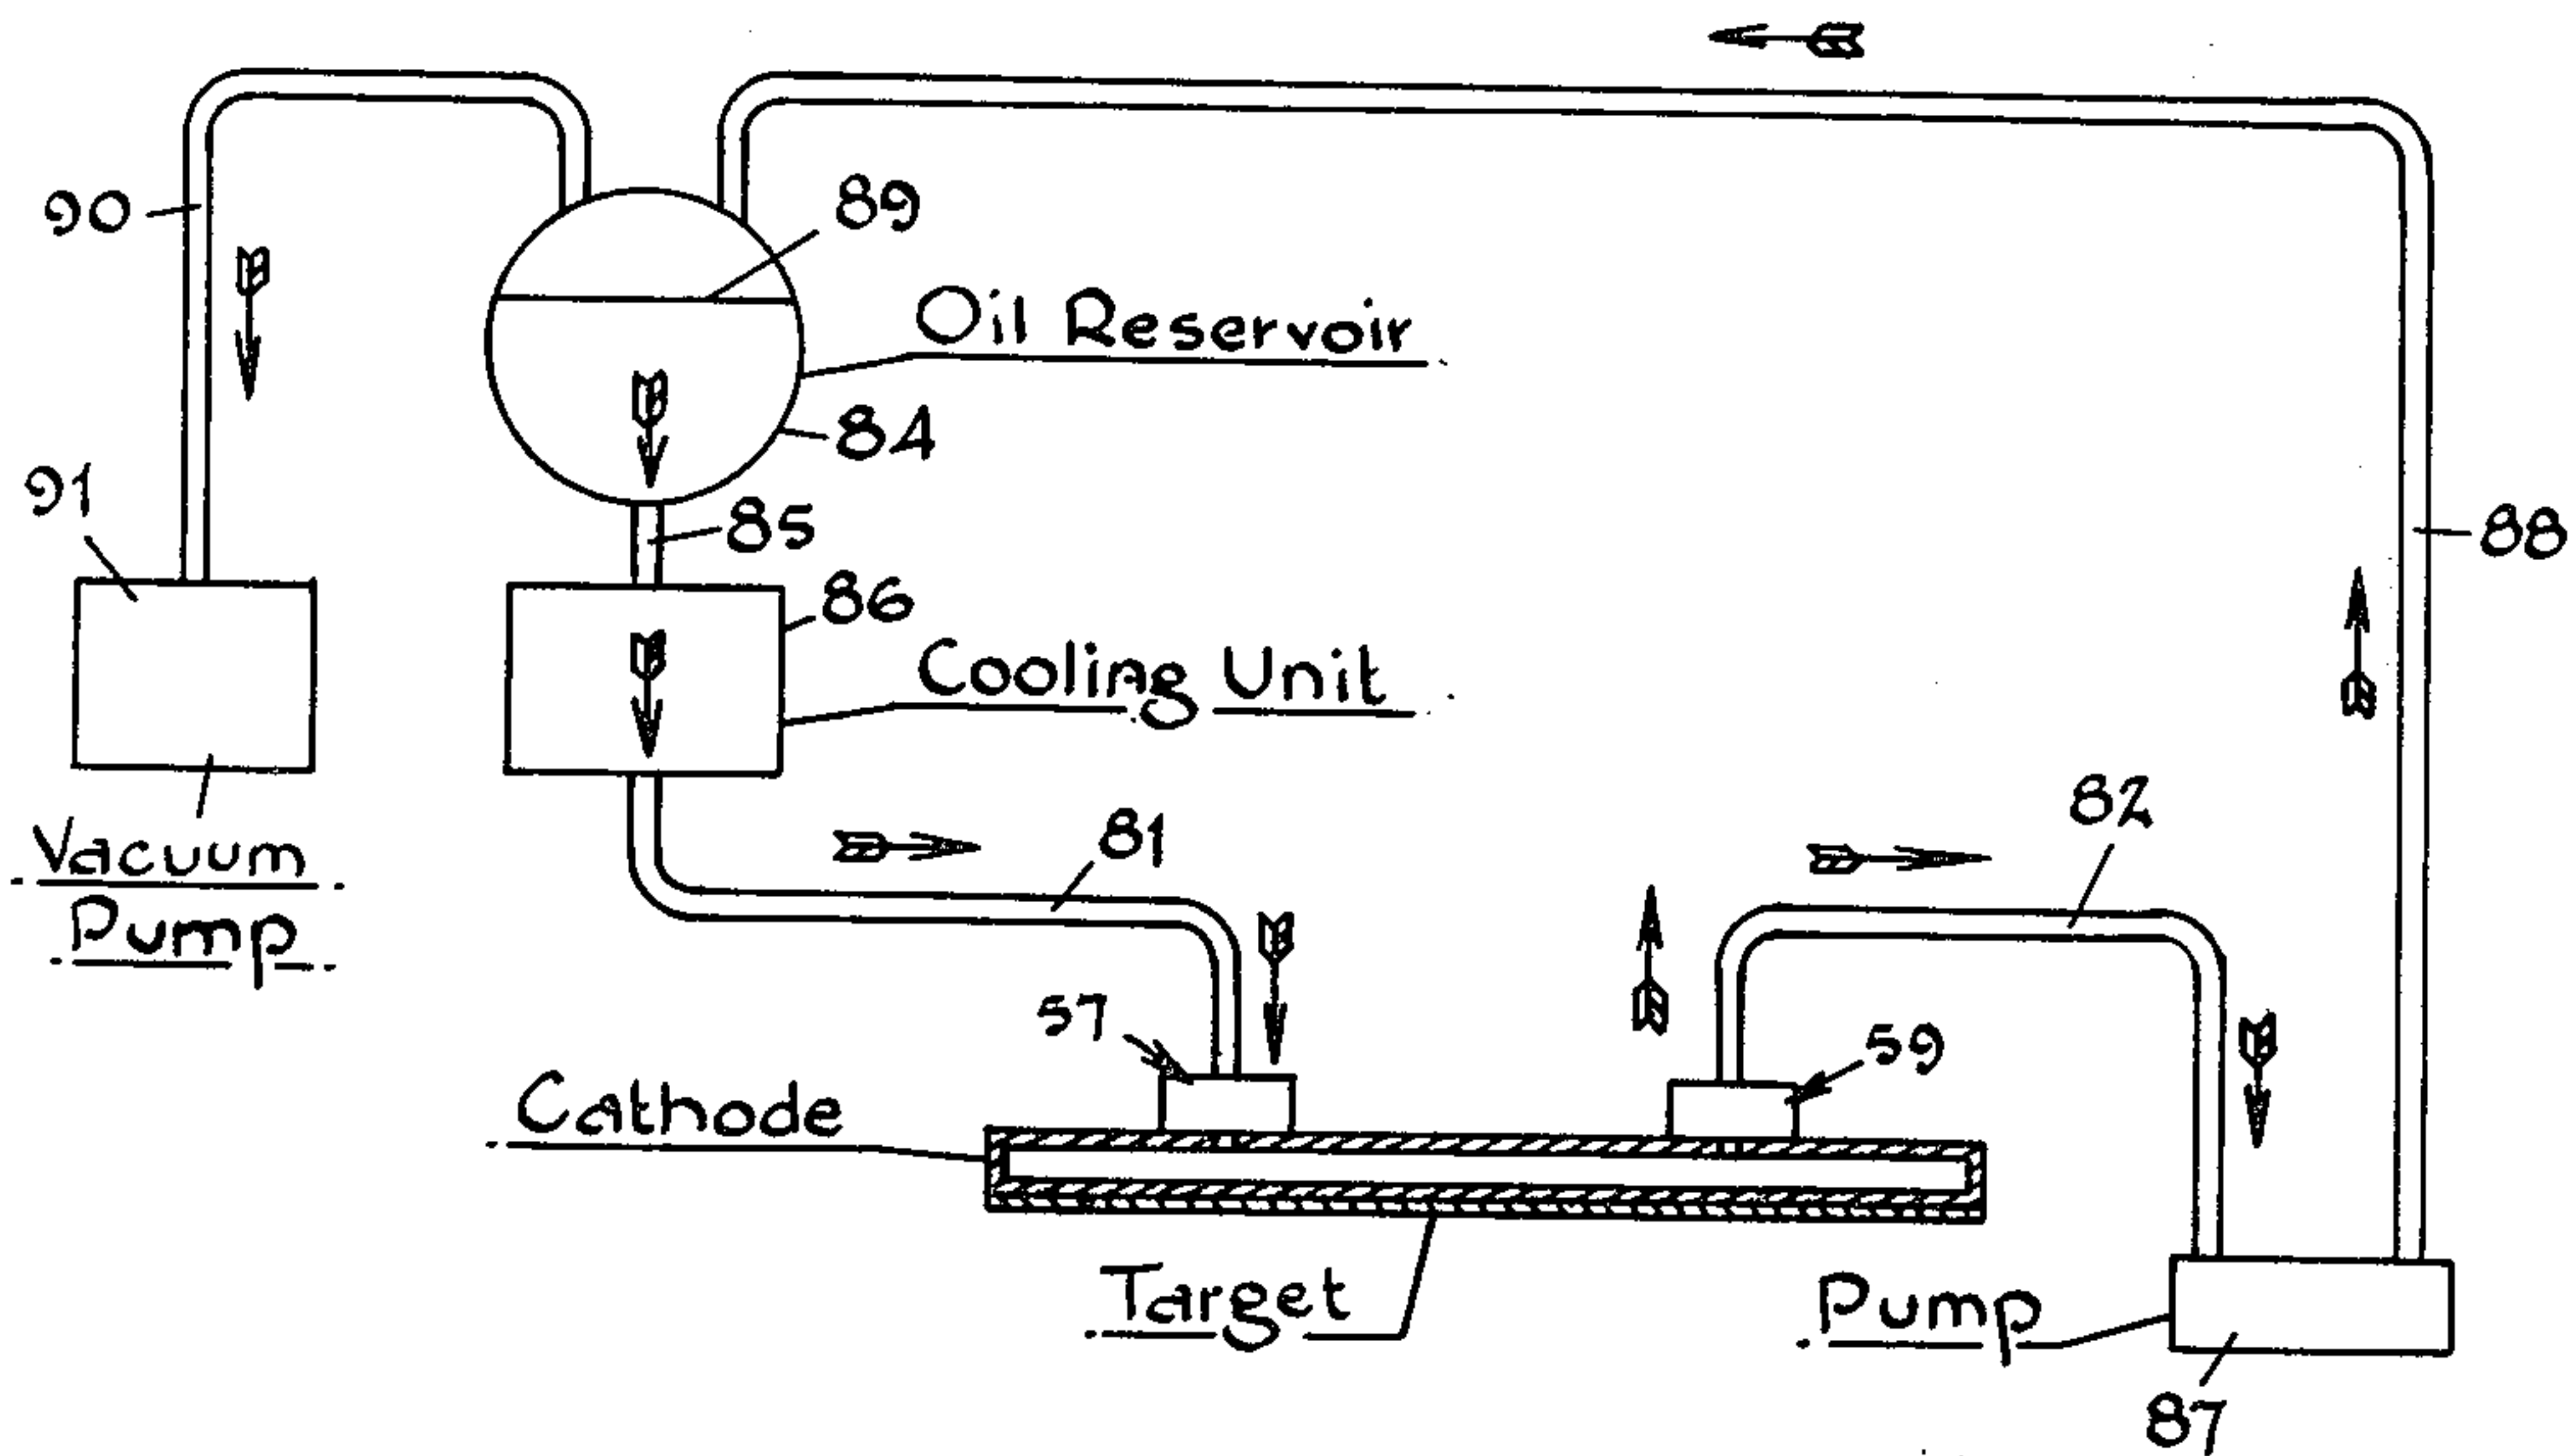 90
89
Oil Reservoir
84
91
85
88
86
Cooling Unit
82
81
Vacuum
Pump
57
59
Cathode
Target
Pump
87